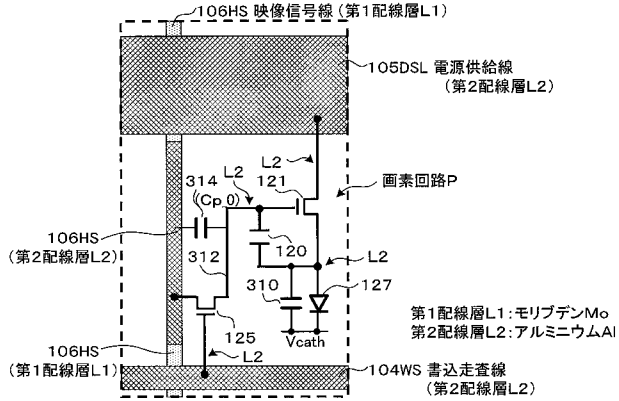 106HS 映像信号線(第1配線層L1)
105DSL 電源供給線
(第2配線層L2)
L2
314
(Cp_0)
L2
121
画素回路P
106HS
(第2配線層L2)
312
120
L2
310
127
125
Vcath
第1配線層L1:モリブデンMo
第2配線層L2:アルミニウムAl
106HS
(第1配線層L1)
L2
104WS 書込走査線
(第2配線層L2)